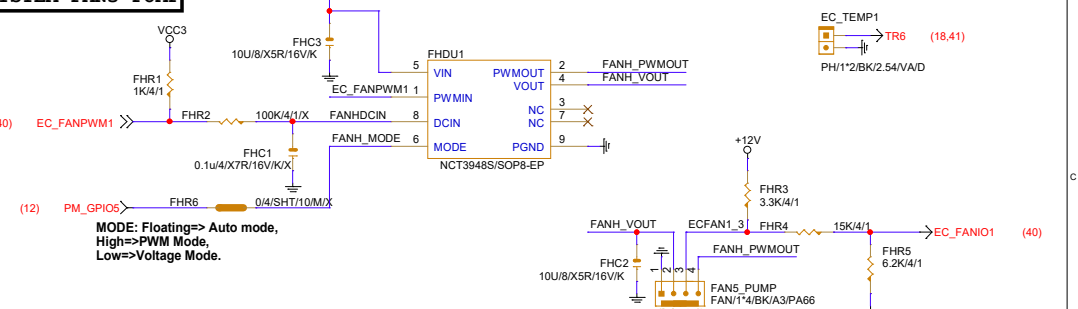 VCC3
FHR1
1K/4/1
EC_FANPWM1
FHR2
100K/4/1/X
FANHDCIN
FHC1
0.1u/4/X7R/16V/K/X
FHC3
10U/8/X5R/16V/K
EC_FANPWM1
FANH_MODE
FHDU1
5
VIN
1
PWMIN
8
DCIN
6
MODE
PWMOUT
2
FANH_PWMOUT
VOUT
4
FANH_VOUT
NC
3
NC
7
PGND
9
NCT3948S/SOP8-EP
EC_TEMP1
TR6
(18,41)
PH/1*2/BK/2.54/VA/D
(12)
PM_GPIO5
FHR6
0/4/SHT/10/M/X
MODE: Floating=> Auto mode,
High=>PWM Mode,
Low=>Voltage Mode.
+12V
FHR3
3.3K/4/1
FANH_VOUT
ECFAN1_3
FHR4
15K/4/1
EC_FANIO1
(40)
FANH_PWMOUT
FHR5
6.2K/4/1
FHC2
10U/8/X5R/16V/K
1
2
3
4
FAN5_PUMP
FAN/1*4/BK/A3/PA66
C